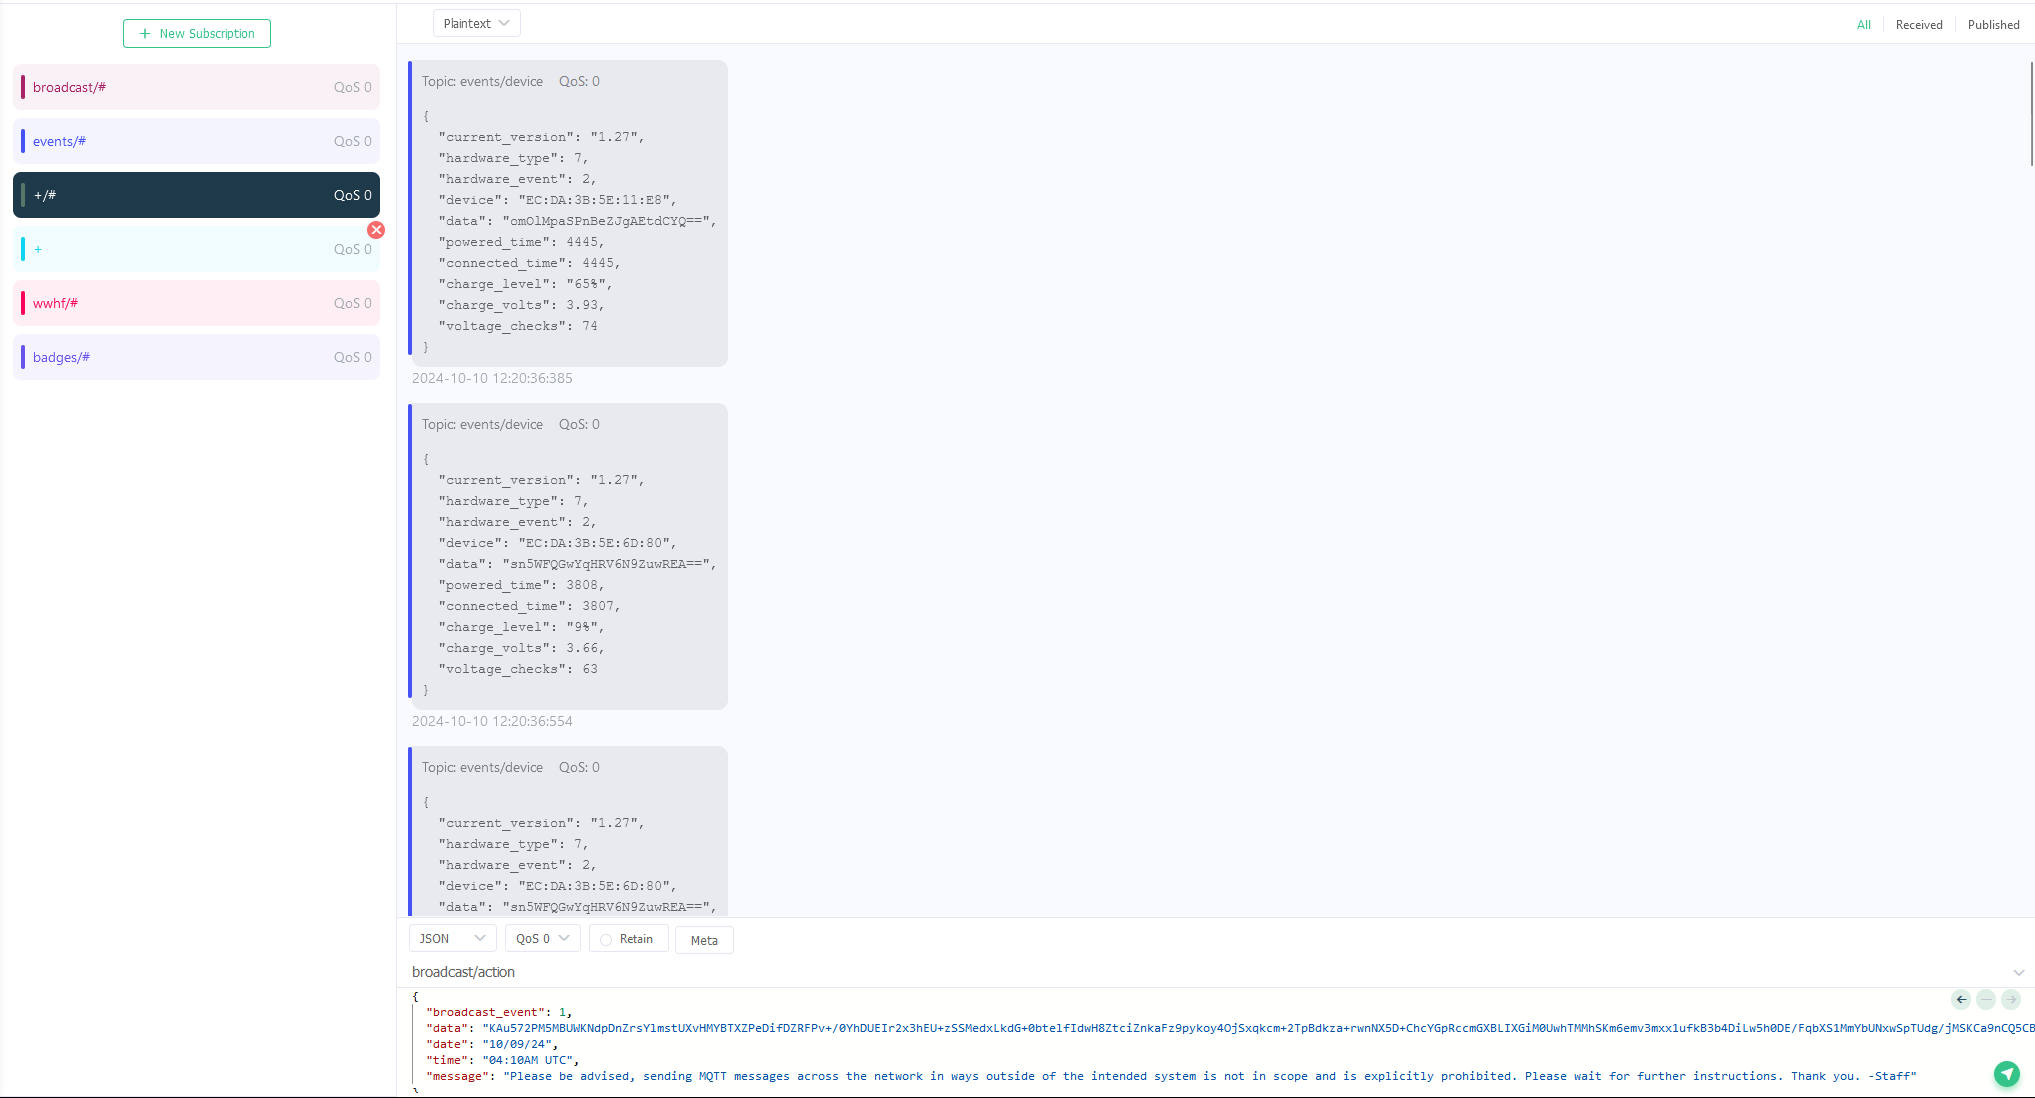 New Subscription
broadcast/# QoS 0
events/# QoS 0
+/# QoS 0
+ QoS 0
wwhf/# QoS 0
badges/# QoS 0
Plaintext
All Received Published
Topic: events/device QoS: 0
{
"current_version": "1.27",
"hardware_type": 7,
"hardware_event": 2,
"device": "EC:DA:3B:5E:11:E8",
"data": "omOlMpaSPnBeZJgAEtdCYQ==",
"powered_time": 4445,
"connected_time": 4445,
"charge_level": "65%",
"charge_volts": 3.93,
"voltage_checks": 74
}
2024-10-10 12:20:36:385
Topic: events/device QoS: 0
{
"current_version": "1.27",
"hardware_type": 7,
"hardware_event": 2,
"device": "EC:DA:3B:5E:6D:80",
"data": "sn5WFQGwYqHRV6N9ZuwREA==",
"powered_time": 3808,
"connected_time": 3807,
"charge_level": "9%",
"charge_volts": 3.66,
"voltage_checks": 63
}
2024-10-10 12:20:36:554
Topic: events/device QoS: 0
{
"current_version": "1.27",
"hardware_type": 7,
"hardware_event": 2,
"device": "EC:DA:3B:5E:6D:80",
"data": "sn5WFQGwYqHRV6N9ZuwREA==",
JSON QoS 0 Retain Meta
broadcast/action
{
"broadcast_event": 1,
"data": "KAu572PM5MBUWKNdpDnZrsYlmstUXvHMYBTXZPeDifDZRFPv+/0YhDUEIr2x3hEU+zSSMedxLkdG+0btelfIdwH8ZtciZnkaFz9pykoy4OjSxqkcm+2TpBdkza+rwnNX5D+ChcYGpRccmGXBLIXGiM0UwhTMMhSKm6emv3mxx1ufkB3b4DiLw5h0DE/FqbXS1MmYbUNxwSpTUdg/jMSKCa9nCQ5CB
"date": "10/09/24",
"time": "04:10AM UTC",
"message": "Please be advised, sending MQTT messages across the network in ways outside of the intended system is not in scope and is explicitly prohibited. Please wait for further instructions. Thank you. -Staff"
}